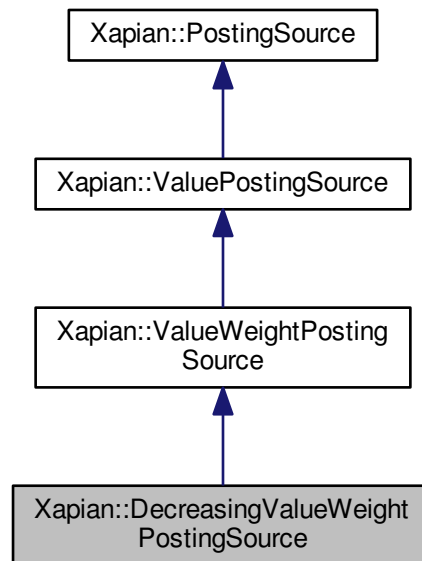 Xapian::PostingSource
Xapian::ValuePostingSource
Xapian::ValueWeightPosting
Source
Xapian::DecreasingValueWeight
PostingSource